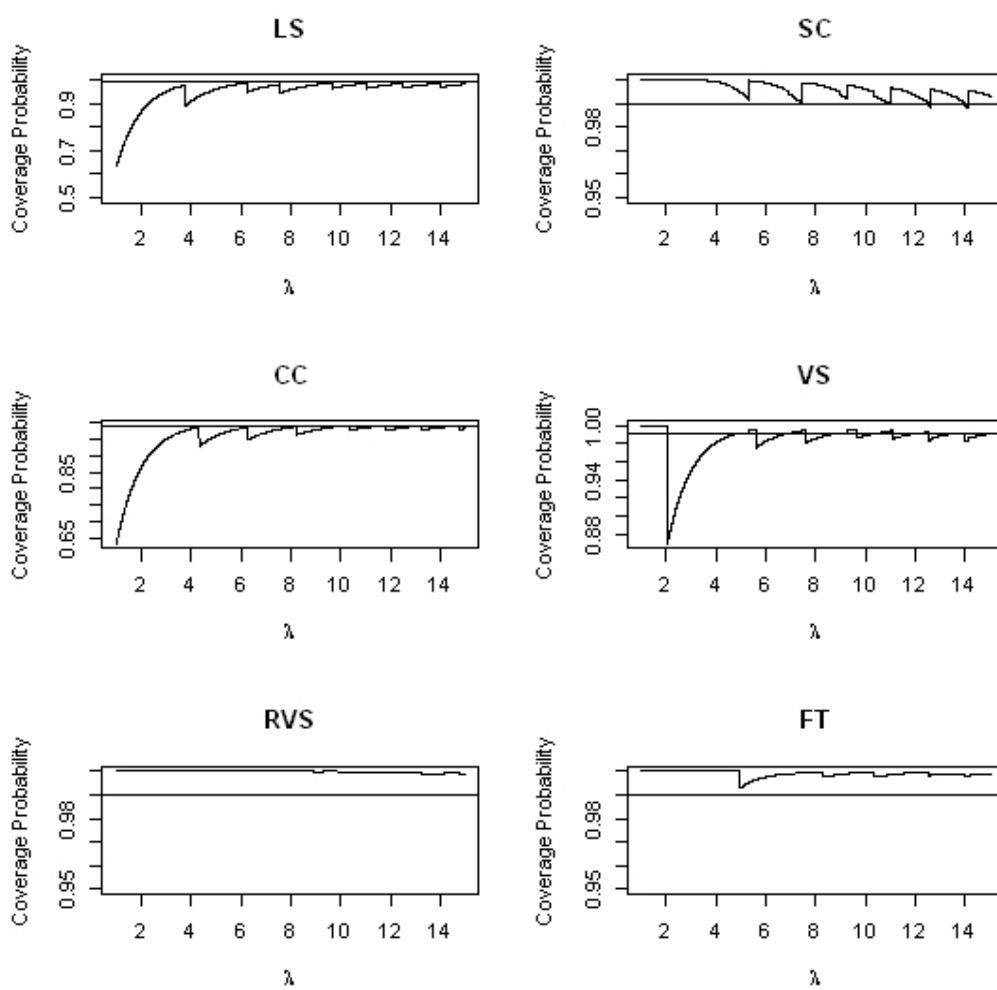 LS
Coverage Probability
0.5 0.7 0.9
2 4 6 8 10 12 14
λ
SC
Coverage Probability
0.95 0.98
2 4 6 8 10 12 14
λ
CC
Coverage Probability
0.65 0.85
2 4 6 8 10 12 14
λ
VS
Coverage Probability
0.88 0.94 1.00 1.00
2 4 6 8 10 12 14
λ
RVS
Coverage Probability
0.95 0.98
2 4 6 8 10 12 14
λ
FT
Coverage Probability
0.95 0.98
2 4 6 8 10 12 14
λ